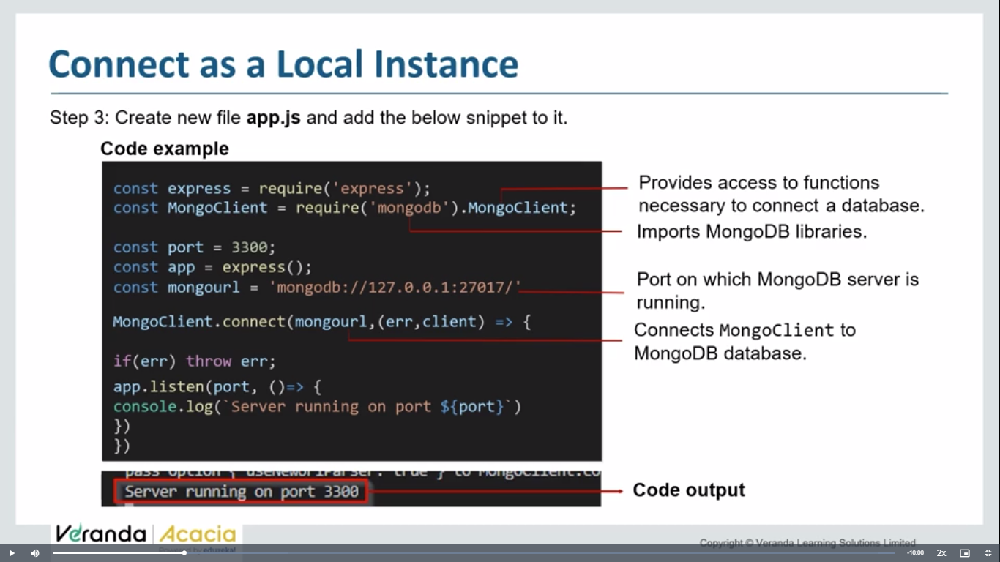 Connect as a Local Instance
Step 3: Create new file app.js and add the below snippet to it.
Code example
const express = require('express');
const MongoClient = require('mongodb').MongoClient;
const port = 3300;
const app = express();
const mongourl = 'mongodb://127.0.0.1:27017/'
MongoClient.connect(mongourl,(err,client) => {
if(err) throw err;
app.listen(port, ()=> {
console.log(`Server running on port ${port}`)
})
})
Provides access to functions
necessary to connect a database.
Imports MongoDB libraries.
Port on which MongoDB server is
running.
Connects MongoClient to
MongoDB database.
pass option { useNewUrlParser: true } to MongoClient.co
Server running on port 3300
Code output
Veranda Acacia
Powered by edureka!
Copyright © Veranda Learning Solutions Limited
-10:00
2x